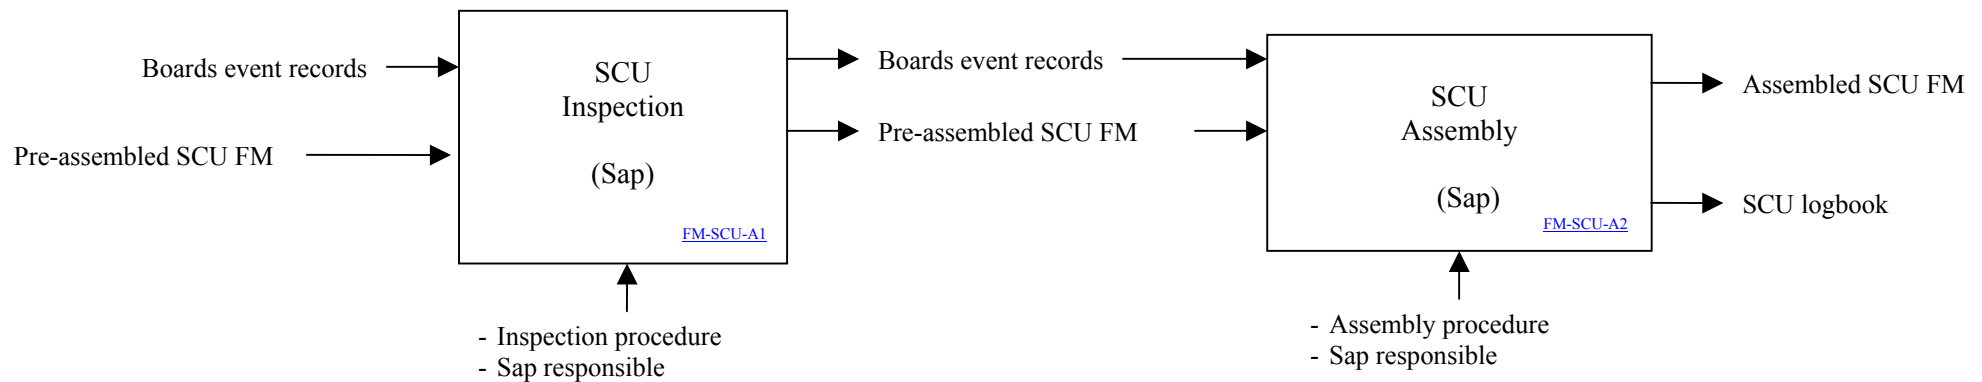 Boards event records
Pre-assembled SCU FM
SCU
Inspection
(Sap)
FM-SCU-A1
- Inspection procedure
- Sap responsible
Boards event records
Pre-assembled SCU FM
SCU
Assembly
(Sap)
FM-SCU-A2
- Assembly procedure
- Sap responsible
Assembled SCU FM
SCU logbook